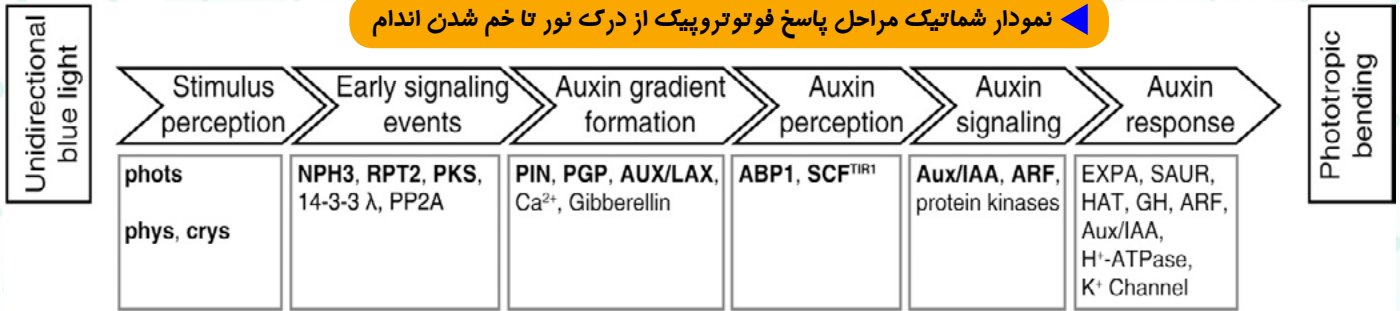 نمودار شماتیک مراحل پاسخ فوتوتروپیک از درک نور تا خم شدن اندام
Unidirectional
blue light
Stimulus
perception
Early signaling
events
Auxin gradient
formation
Auxin
perception
Auxin
signaling
Auxin
response
Phototropic
bending
phots
phys, crys
NPH3, RPT2, PKS,
14-3-3 λ, PP2A
PIN, PGP, AUX/LAX,
Ca²⁺, Gibberellin
ABP1, SCFᵀᴵᴿ¹
Aux/IAA, ARF,
protein kinases
EXPA, SAUR,
HAT, GH, ARF,
Aux/IAA,
H⁺-ATPase,
K⁺ Channel